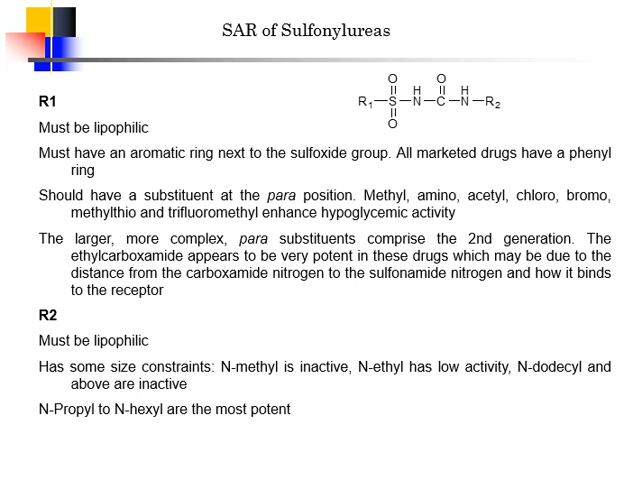 SAR of Sulfonylureas
O O
H H
R1—S—N—C—N—R2
O
R1
Must be lipophilic
Must have an aromatic ring next to the sulfoxide group. All marketed drugs have a phenyl
ring
Should have a substituent at the para position. Methyl, amino, acetyl, chloro, bromo,
methylthio and trifluoromethyl enhance hypoglycemic activity
The larger, more complex, para substituents comprise the 2nd generation. The
ethylcarboxamide appears to be very potent in these drugs which may be due to the
distance from the carboxamide nitrogen to the sulfonamide nitrogen and how it binds
to the receptor
R2
Must be lipophilic
Has some size constraints: N-methyl is inactive, N-ethyl has low activity, N-dodecyl and
above are inactive
N-Propyl to N-hexyl are the most potent